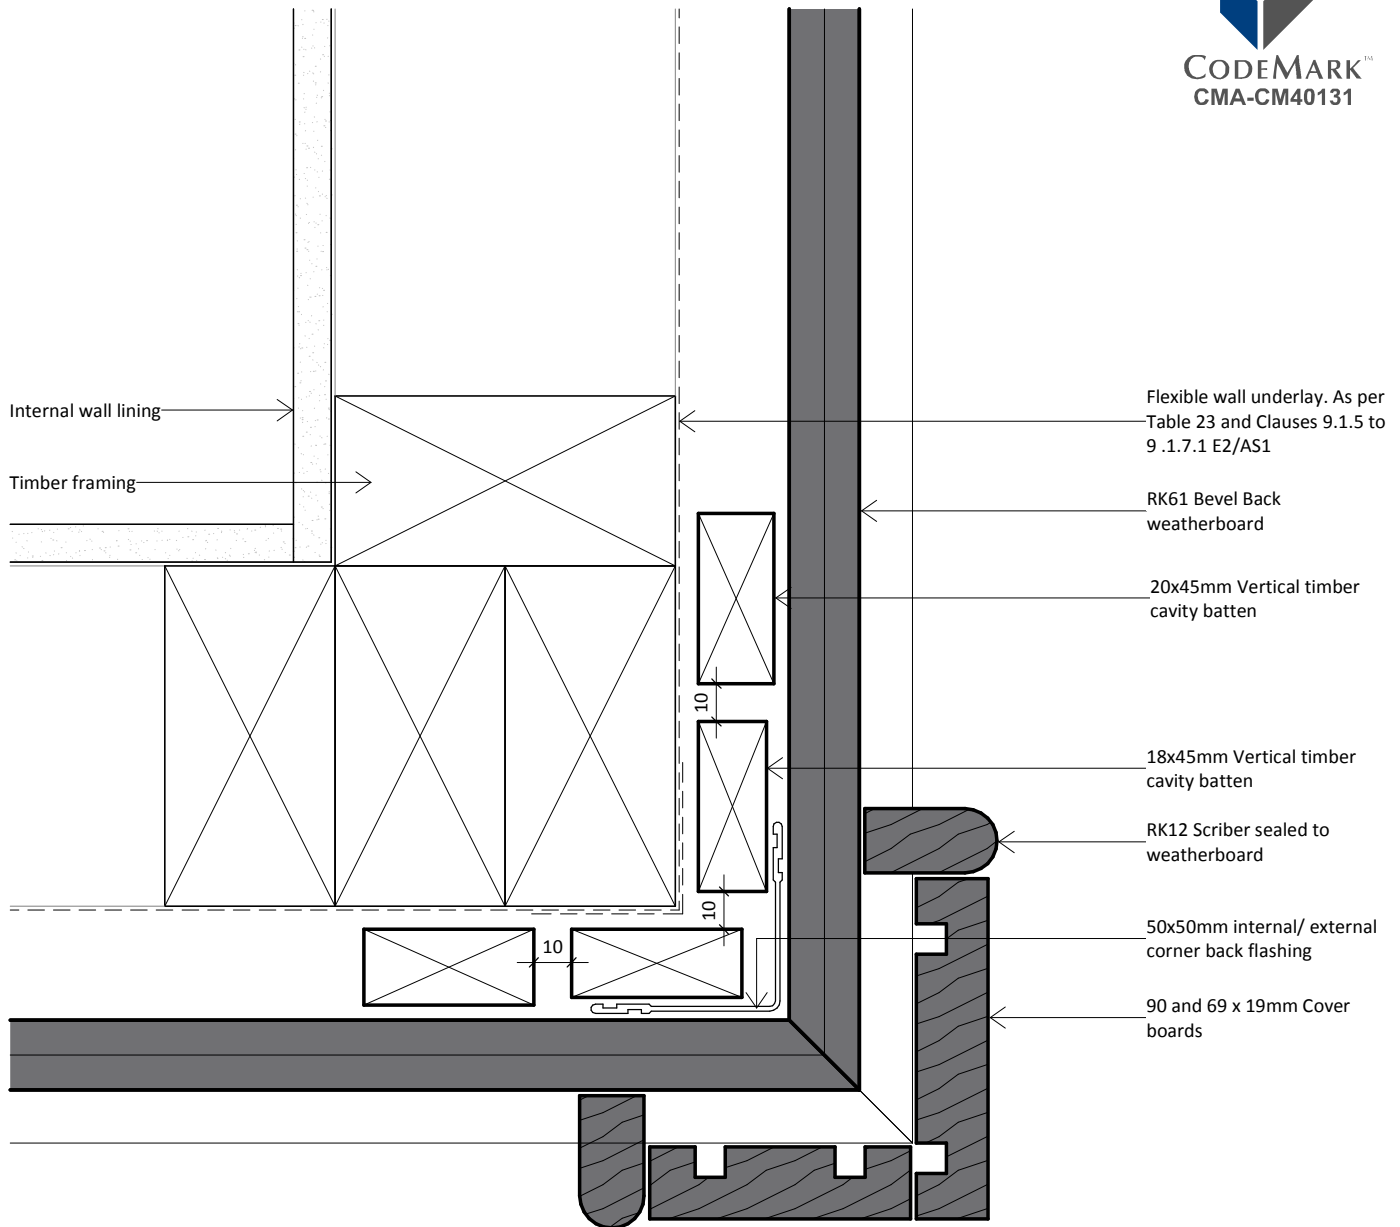 CODEMARK™
CMA-CM40131
Internal wall lining
Timber framing
Flexible wall underlay. As per
Table 23 and Clauses 9.1.5 to
9 .1.7.1 E2/AS1
RK61 Bevel Back
weatherboard
20x45mm Vertical timber
cavity batten
10
18x45mm Vertical timber
cavity batten
RK12 Scriber sealed to
weatherboard
10
10
50x50mm internal/ external
corner back flashing
90 and 69 x 19mm Cover
boards